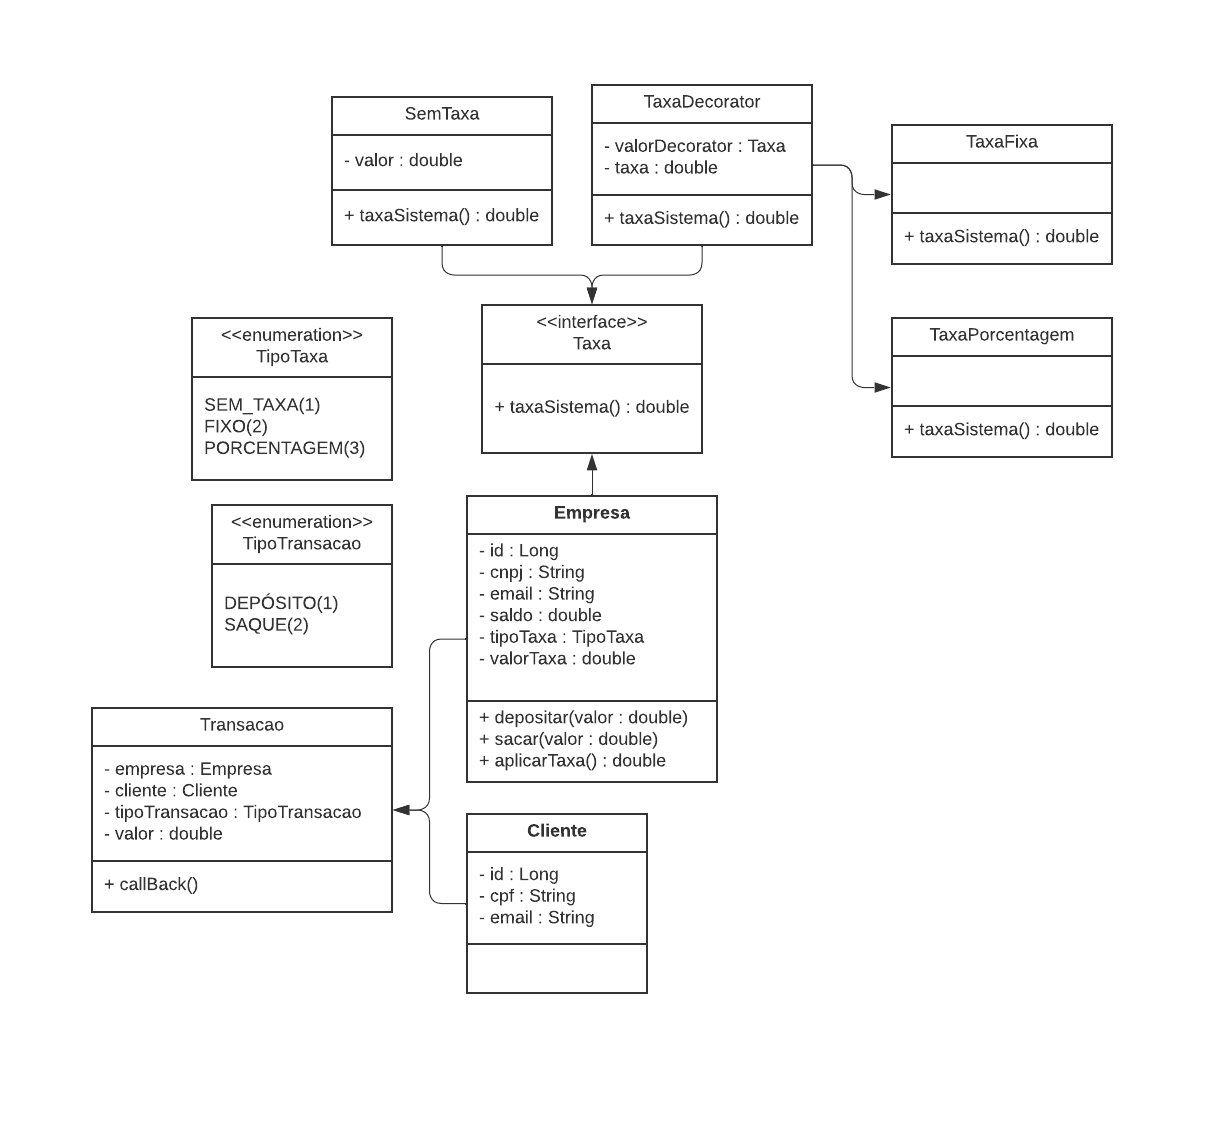 SemTaxa
- valor : double
+ taxaSistema() : double
TaxaDecorator
- valorDecorator : Taxa
- taxa : double
+ taxaSistema() : double
TaxaFixa
+ taxaSistema() : double
<<enumeration>>
TipoTaxa
SEM_TAXA(1)
FIXO(2)
PORCENTAGEM(3)
<<interface>>
Taxa
+ taxaSistema() : double
TaxaPorcentagem
+ taxaSistema() : double
<<enumeration>>
TipoTransacao
DEPÓSITO(1)
SAQUE(2)
Empresa
- id : Long
- cnpj : String
- email : String
- saldo : double
- tipoTaxa : TipoTaxa
- valorTaxa : double
+ depositar(valor : double)
+ sacar(valor : double)
+ aplicarTaxa() : double
Transacao
- empresa : Empresa
- cliente : Cliente
- tipoTransacao : TipoTransacao
- valor : double
+ callBack()
Cliente
- id : Long
- cpf : String
- email : String